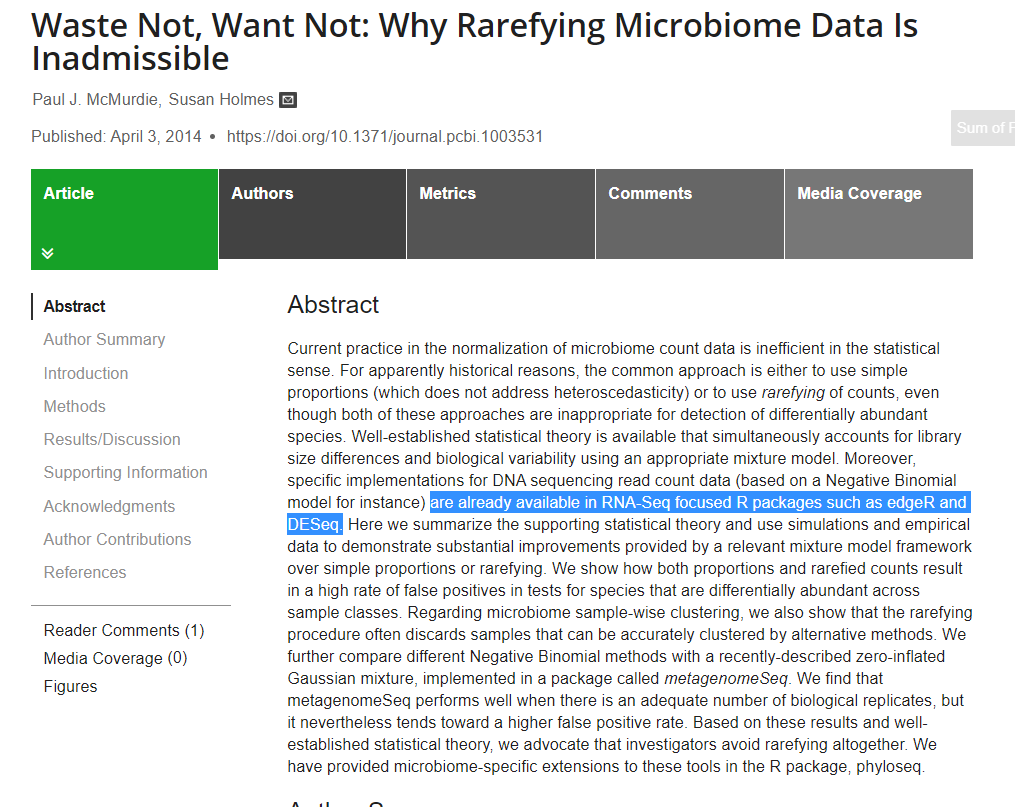 Waste Not, Want Not: Why Rarefying Microbiome Data Is
Inadmissible
Paul J. McMurdie, Susan Holmes
Published: April 3, 2014 • https://doi.org/10.1371/journal.pcbi.1003531
Sum of
Article
Authors
Metrics
Comments
Media Coverage
Abstract
Author Summary
Introduction
Methods
Results/Discussion
Supporting Information
Acknowledgments
Author Contributions
References
Reader Comments (1)
Media Coverage (0)
Figures
Abstract
Current practice in the normalization of microbiome count data is inefficient in the statistical
sense. For apparently historical reasons, the common approach is either to use simple
proportions (which does not address heteroscedasticity) or to use rarefying of counts, even
though both of these approaches are inappropriate for detection of differentially abundant
species. Well-established statistical theory is available that simultaneously accounts for library
size differences and biological variability using an appropriate mixture model. Moreover,
specific implementations for DNA sequencing read count data (based on a Negative Binomial
model for instance) are already available in RNA-Seq focused R packages such as edgeR and
DESeq. Here we summarize the supporting statistical theory and use simulations and empirical
data to demonstrate substantial improvements provided by a relevant mixture model framework
over simple proportions or rarefying. We show how both proportions and rarefied counts result
in a high rate of false positives in tests for species that are differentially abundant across
sample classes. Regarding microbiome sample-wise clustering, we also show that the rarefying
procedure often discards samples that can be accurately clustered by alternative methods. We
further compare different Negative Binomial methods with a recently-described zero-inflated
Gaussian mixture, implemented in a package called metagenomeSeq. We find that
metagenomeSeq performs well when there is an adequate number of biological replicates, but
it nevertheless tends toward a higher false positive rate. Based on these results and well-
established statistical theory, we advocate that investigators avoid rarefying altogether. We
have provided microbiome-specific extensions to these tools in the R package, phyloseq.